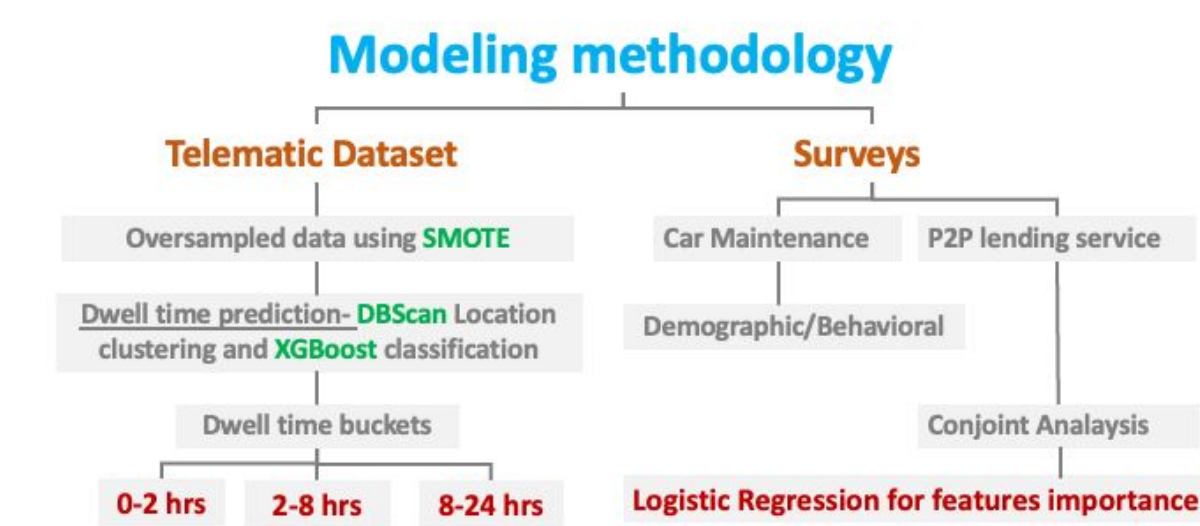 Modeling methodology
Telematic Dataset
Surveys
Oversampled data using SMOTE
Car Maintenance
P2P lending service
Dwell time prediction- DBScan Location
clustering and XGBoost classification
Demographic/Behavioral
Dwell time buckets
Conjoint Analaysis
0-2 hrs
2-8 hrs
8-24 hrs
Logistic Regression for features importance